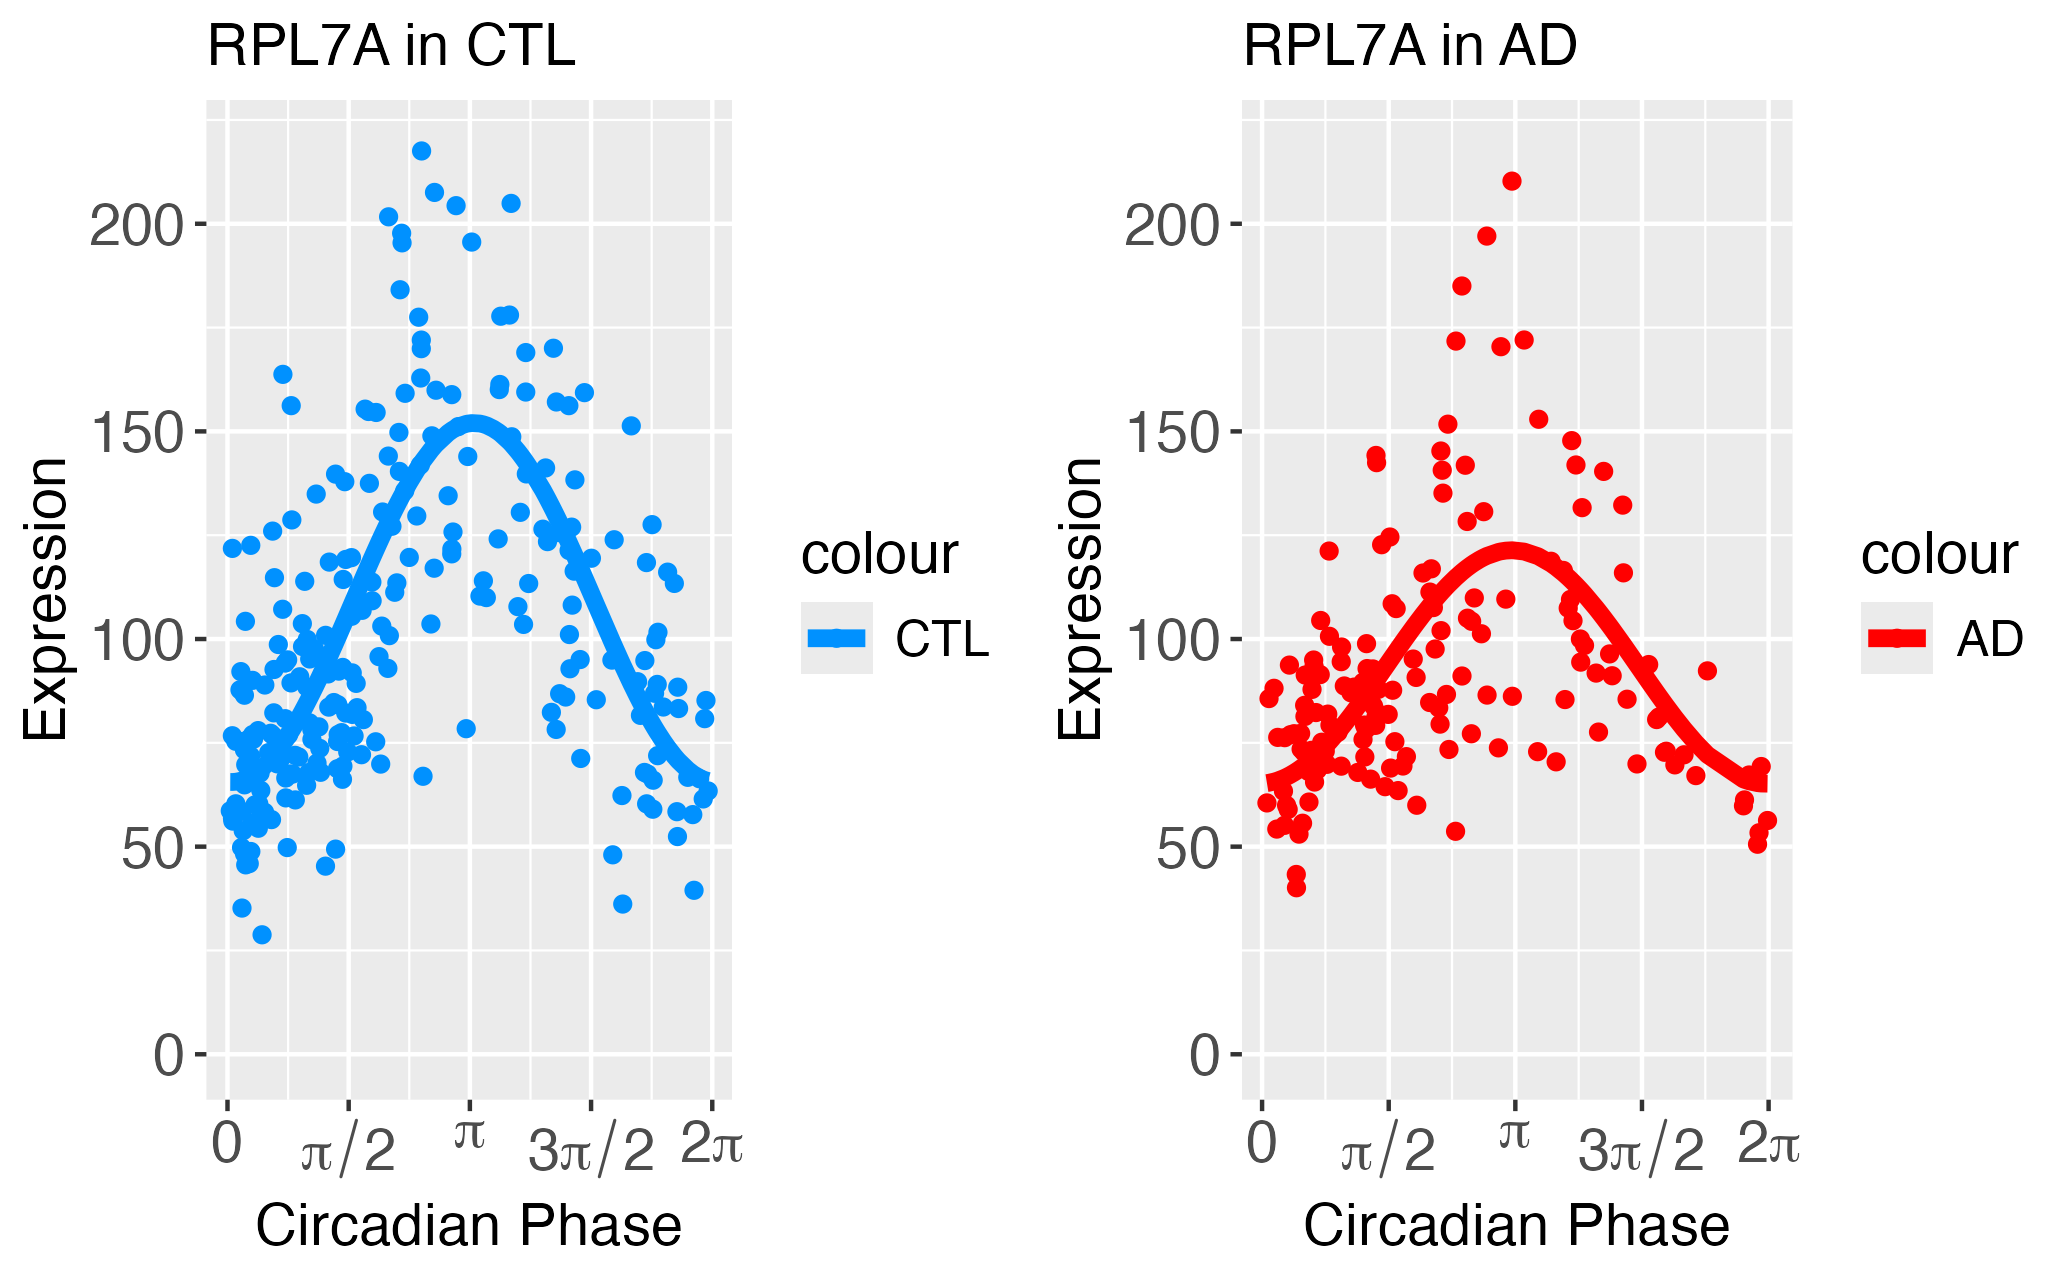 RPL7A in CTL
Expression
200
150
100
50
0
0 π/2 π 3π/2 2π
Circadian Phase
colour
CTL
RPL7A in AD
Expression
200
150
100
50
0
0 π/2 π 3π/2 2π
Circadian Phase
colour
AD